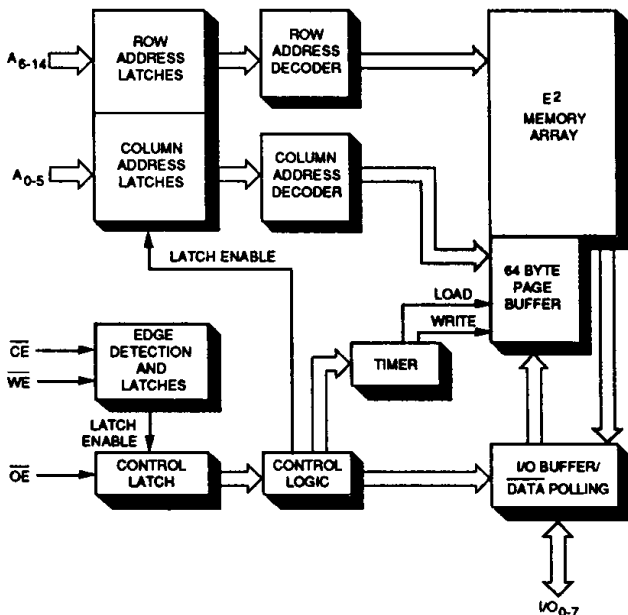 A6-14
ROW
ADDRESS
LATCHES
ROW
ADDRESS
DECODER
E2
MEMORY
ARRAY
A0-5
COLUMN
ADDRESS
LATCHES
COLUMN
ADDRESS
DECODER
LATCH ENABLE
64 BYTE
PAGE
BUFFER
LOAD
WRITE
TIMER
CE
WE
EDGE
DETECTION
AND
LATCHES
LATCH
ENABLE
OE
CONTROL
LATCH
CONTROL
LOGIC
I/O BUFFER/
DATA POLLING
I/O0-7